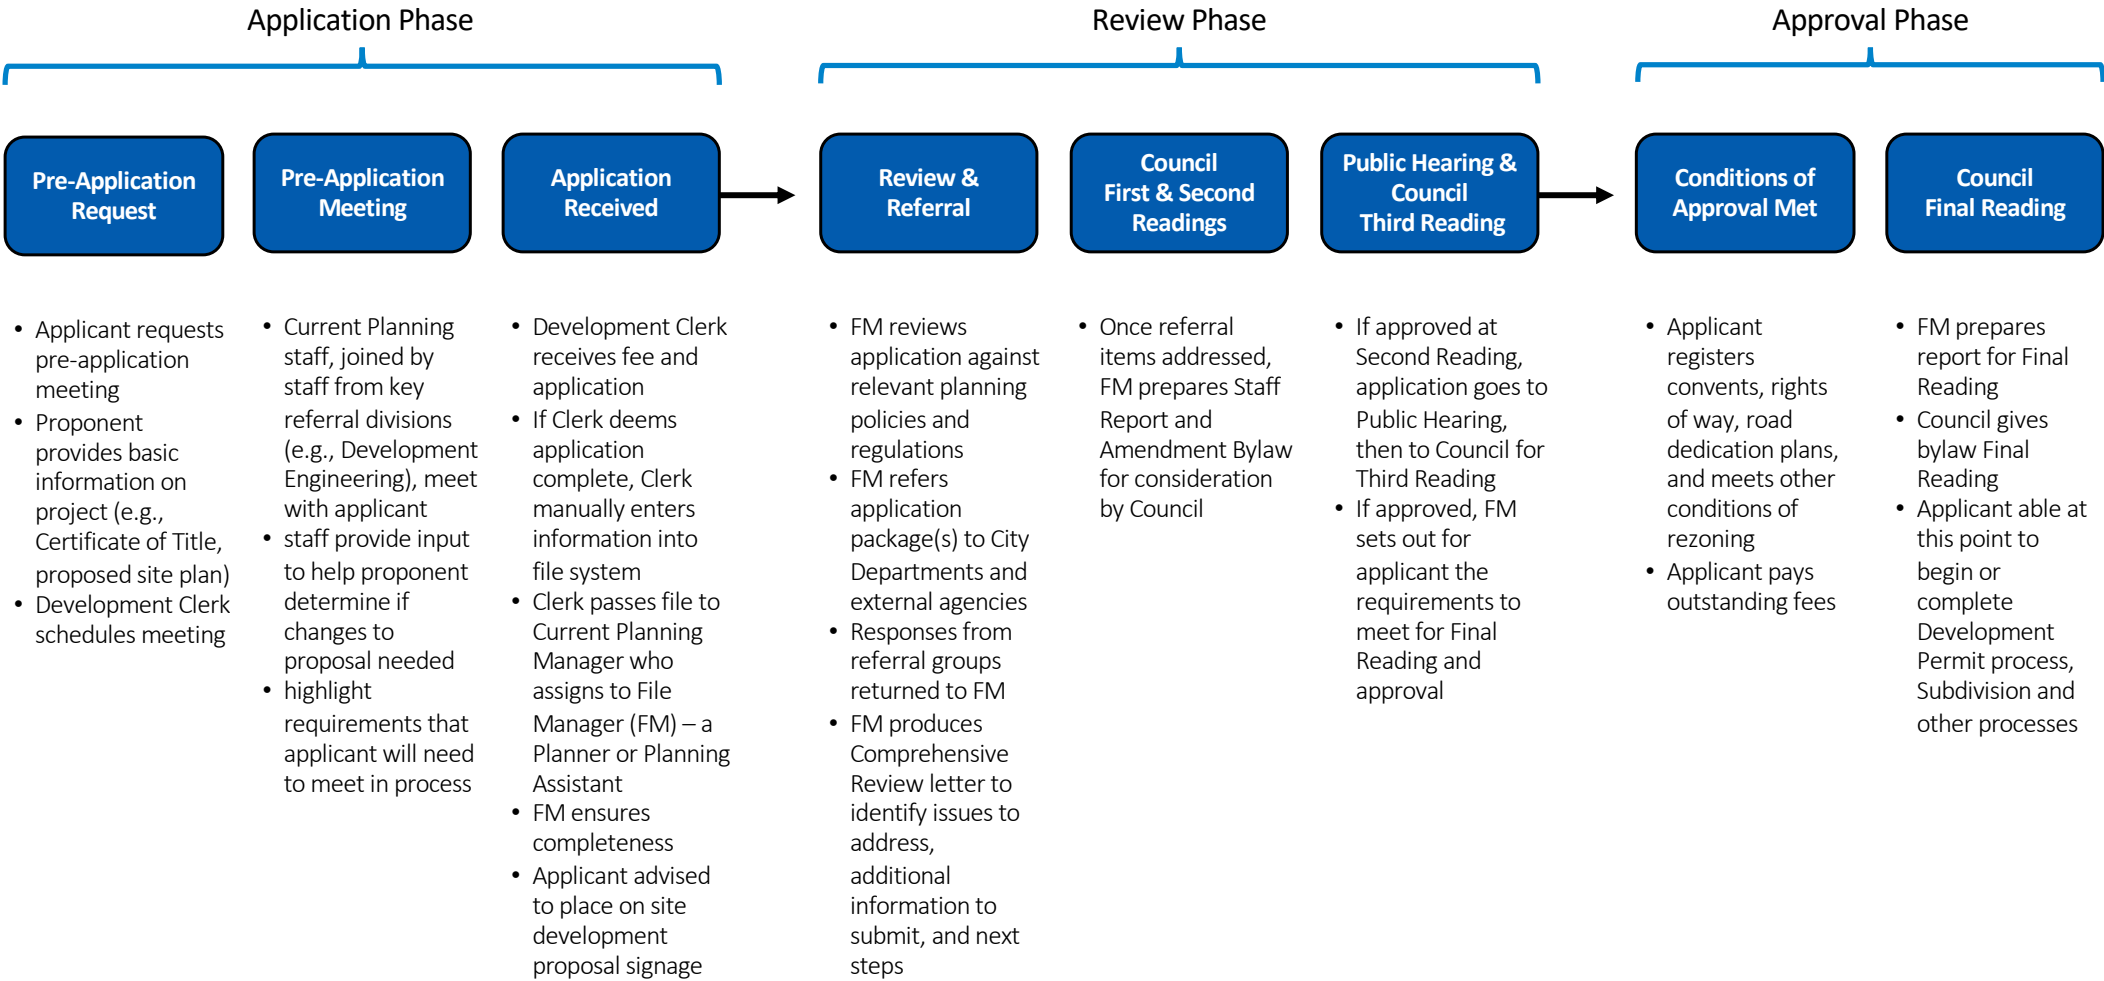 Application Phase
Review Phase
Approval Phase
Pre-Application
Request
Pre-Application
Meeting
Application
Received
Review &
Referral
Council
First & Second
Readings
Public Hearing &
Council
Third Reading
Conditions of
Approval Met
Council
Final Reading
• Applicant requests
pre-application
meeting
• Proponent
provides basic
information on
project (e.g.,
Certificate of Title,
proposed site plan)
• Development Clerk
schedules meeting
• Current Planning
staff, joined by
staff from key
referral divisions
(e.g., Development
Engineering), meet
with applicant
• staff provide input
to help proponent
determine if
changes to
proposal needed
• highlight
requirements that
applicant will need
to meet in process
• Development Clerk
receives fee and
application
• If Clerk deems
application
complete, Clerk
manually enters
information into
file system
• Clerk passes file to
Current Planning
Manager who
assigns to File
Manager (FM) – a
Planner or Planning
Assistant
• FM ensures
completeness
• Applicant advised
to place on site
development
proposal signage
• FM reviews
application against
relevant planning
policies and
regulations
• FM refers
application
package(s) to City
Departments and
external agencies
• Responses from
referral groups
returned to FM
• FM produces
Comprehensive
Review letter to
identify issues to
address,
additional
information to
submit, and next
steps
• Once referral
items addressed,
FM prepares Staff
Report and
Amendment Bylaw
for consideration
by Council
• If approved at
Second Reading,
application goes to
Public Hearing,
then to Council for
Third Reading
• If approved, FM
sets out for
applicant the
requirements to
meet for Final
Reading and
approval
• Applicant
registers
convents, rights
of way, road
dedication plans,
and meets other
conditions of
rezoning
• Applicant pays
outstanding fees
• FM prepares
report for Final
Reading
• Council gives
bylaw Final
Reading
• Applicant able at
this point to
begin or
complete
Development
Permit process,
Subdivision and
other processes